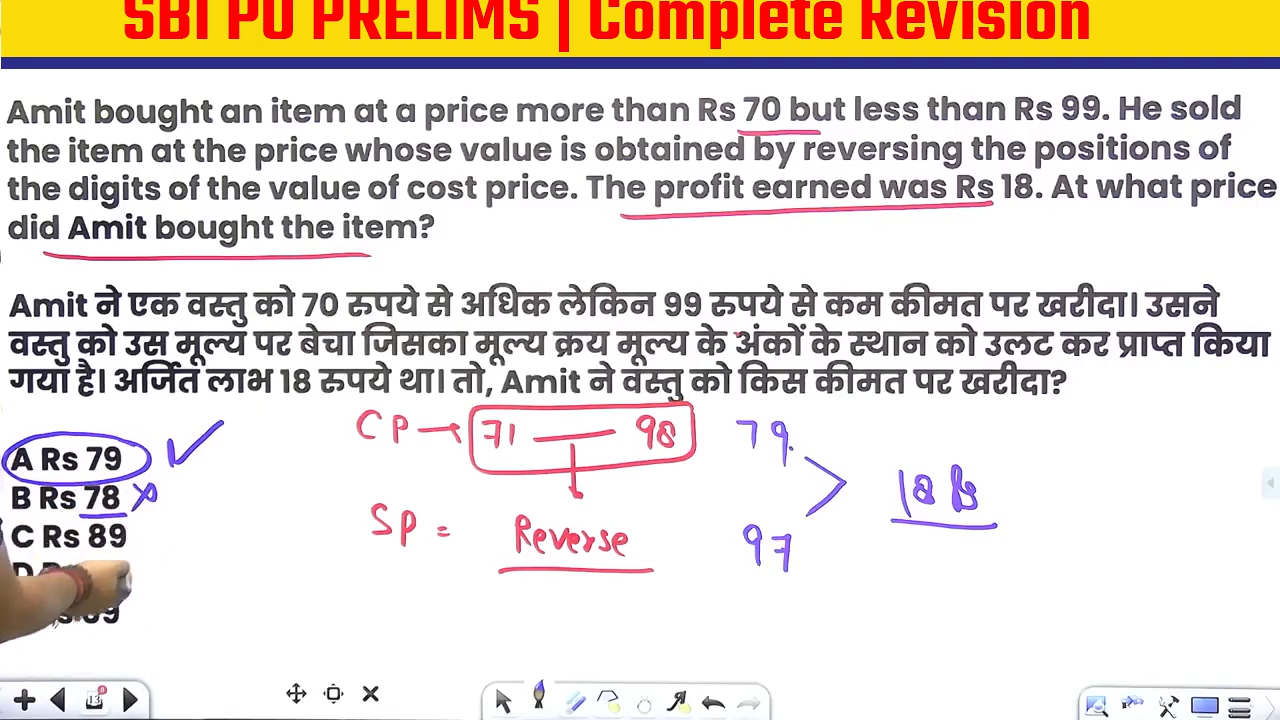 SBI PO PRELIMS | Complete Revision
Amit bought an item at a price more than Rs 70 but less than Rs 99. He sold
the item at the price whose value is obtained by reversing the positions of
the digits of the value of cost price. The profit earned was Rs 18. At what price
did Amit bought the item?
Amit ने एक वस्तु को 70 रुपये से अधिक लेकिन 99 रुपये से कम कीमत पर खरीदा। उसने
वस्तु को उस मूल्य पर बेचा जिसका मूल्य क्रय मूल्य के अंकों के स्थान को उलट कर प्राप्त किया
गया है। अर्जित लाभ 18 रुपये था। तो, Amit ने वस्तु को किस कीमत पर खरीदा?
CP → 71 — 98
79
A Rs 79
B Rs 78
18 Rs
C Rs 89
SP = Reverse
97
D